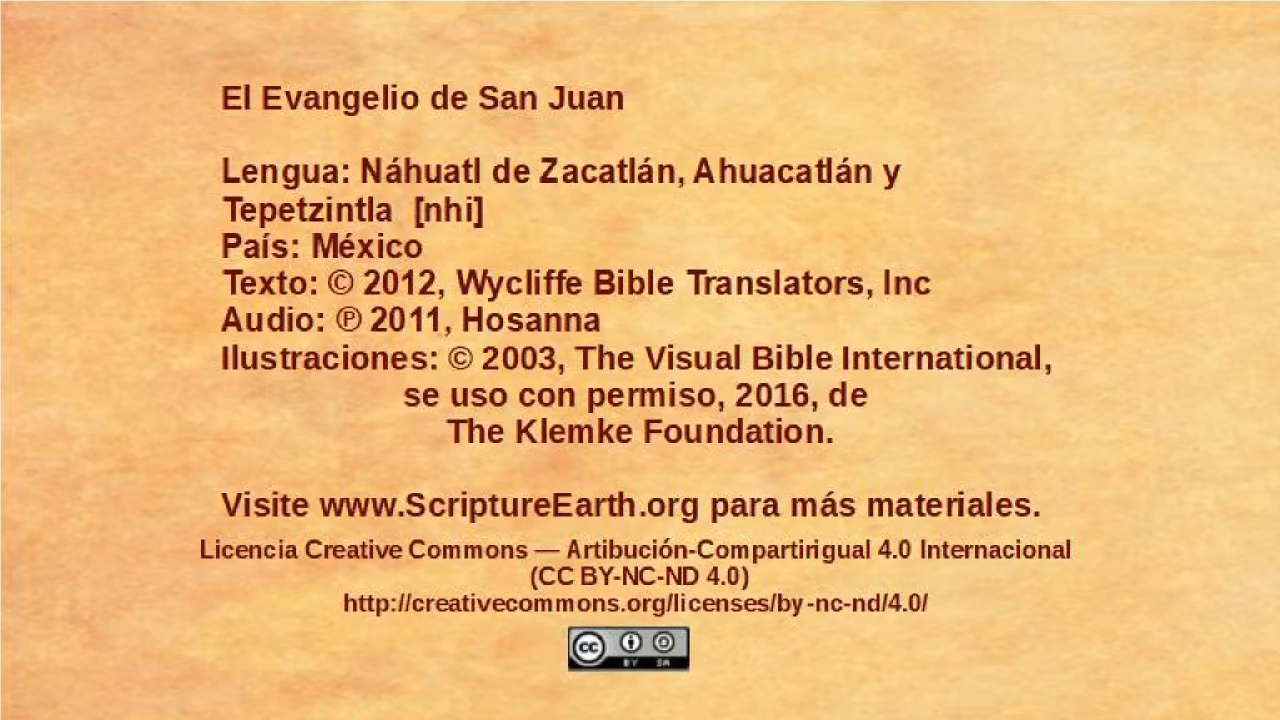 El Evangelio de San Juan
Lengua: Náhuatl de Zacatlán, Ahuacatlán y
Tepetzintla [nhi]
País: México
Texto: © 2012, Wycliffe Bible Translators, Inc
Audio: ℗ 2011, Hosanna
Ilustraciones: © 2003, The Visual Bible International,
se uso con permiso, 2016, de
The Klemke Foundation.
Visite www.ScriptureEarth.org para más materiales.
Licencia Creative Commons — Artibución-Compartirigual 4.0 Internacional
(CC BY-NC-ND 4.0)
http://creativecommons.org/licenses/by-nc-nd/4.0/
cc
BY SA